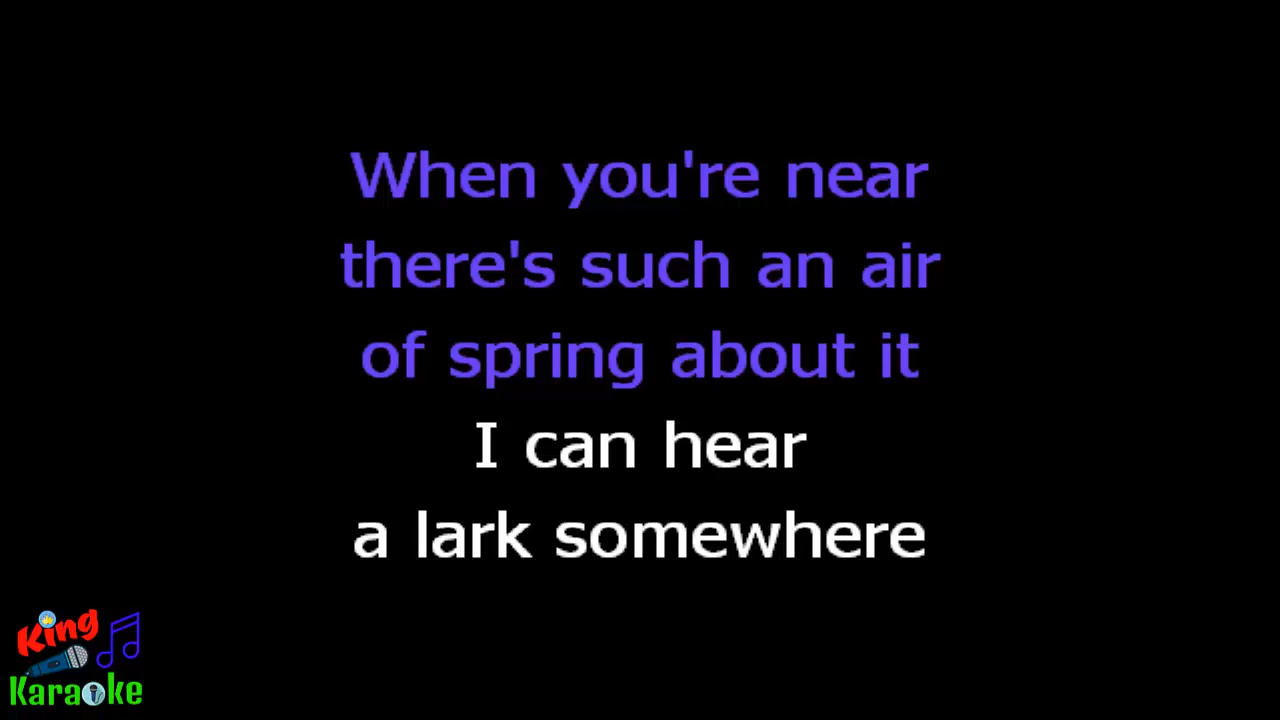 When you're near
there's such an air
of spring about it
I can hear
a lark somewhere
King
Karaoke